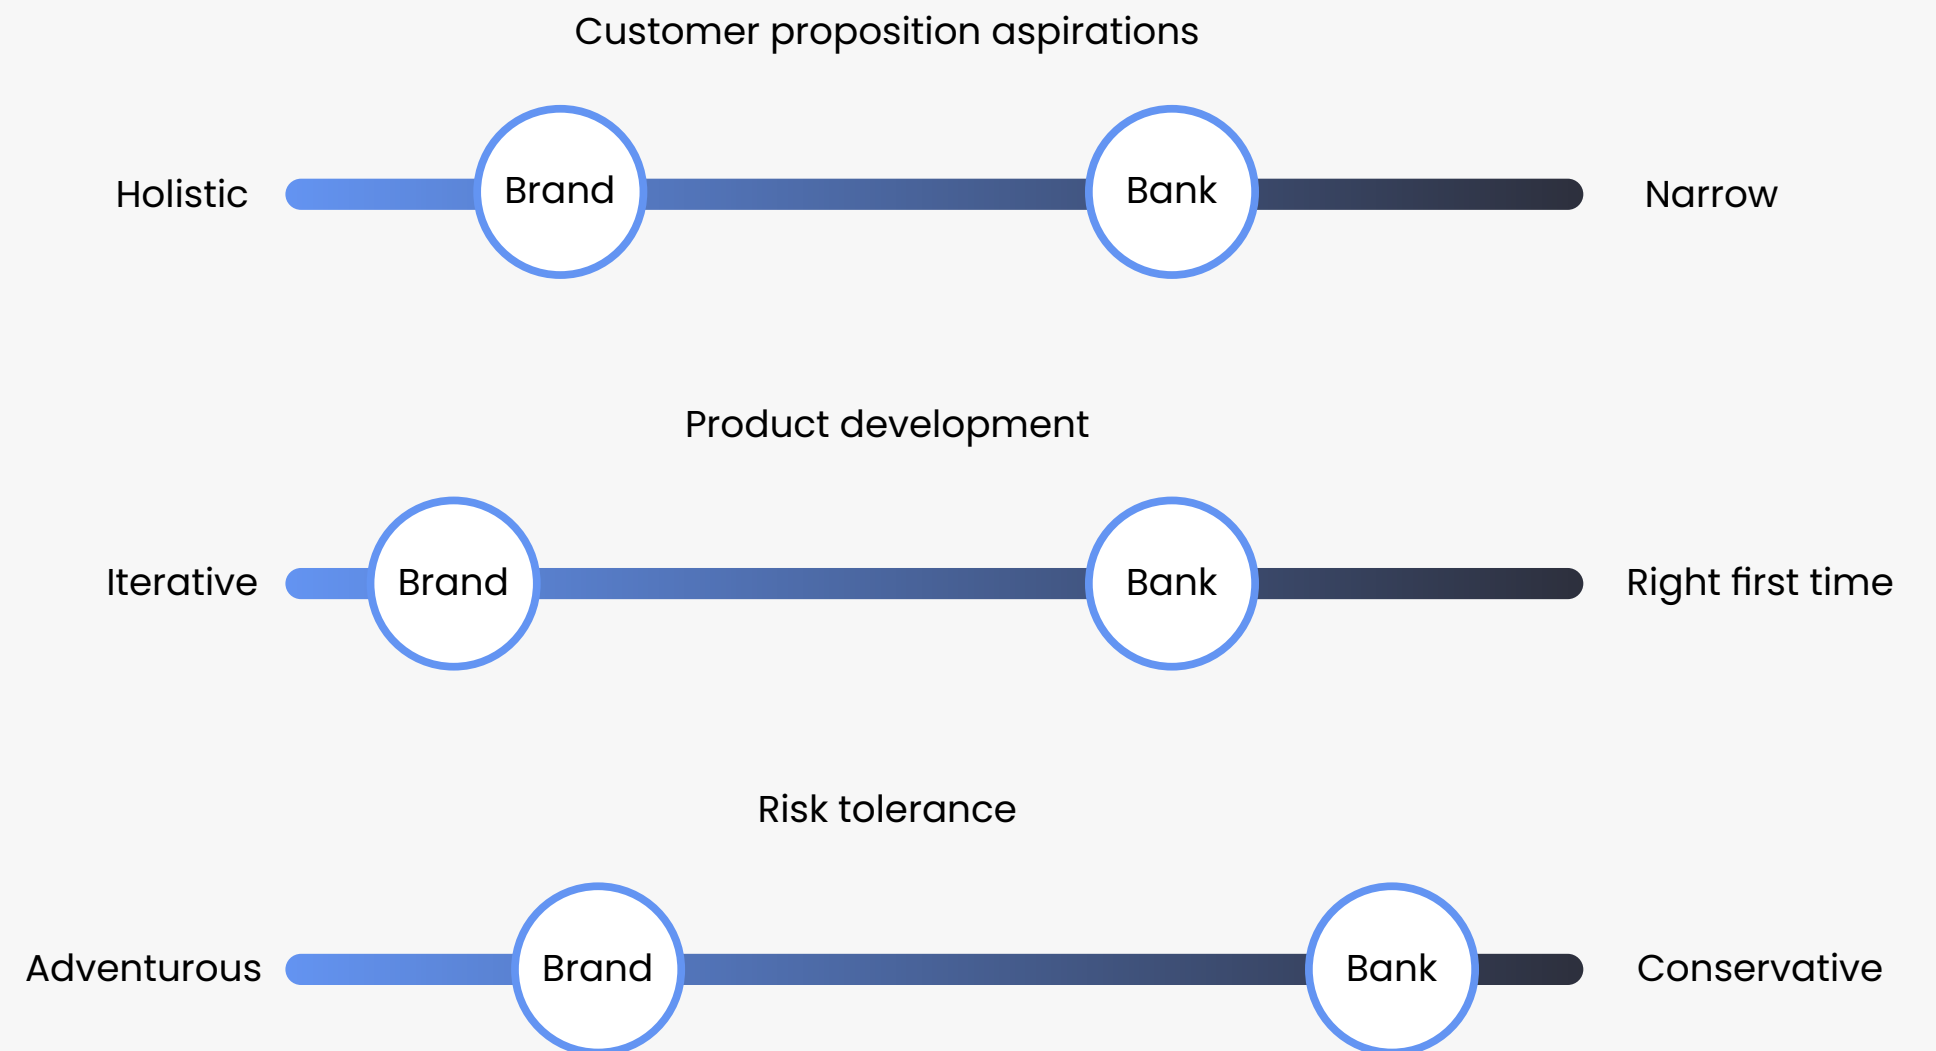 Customer proposition aspirations
Holistic Brand Bank Narrow
Product development
Iterative Brand Bank Right first time
Risk tolerance
Adventurous Brand Bank Conservative